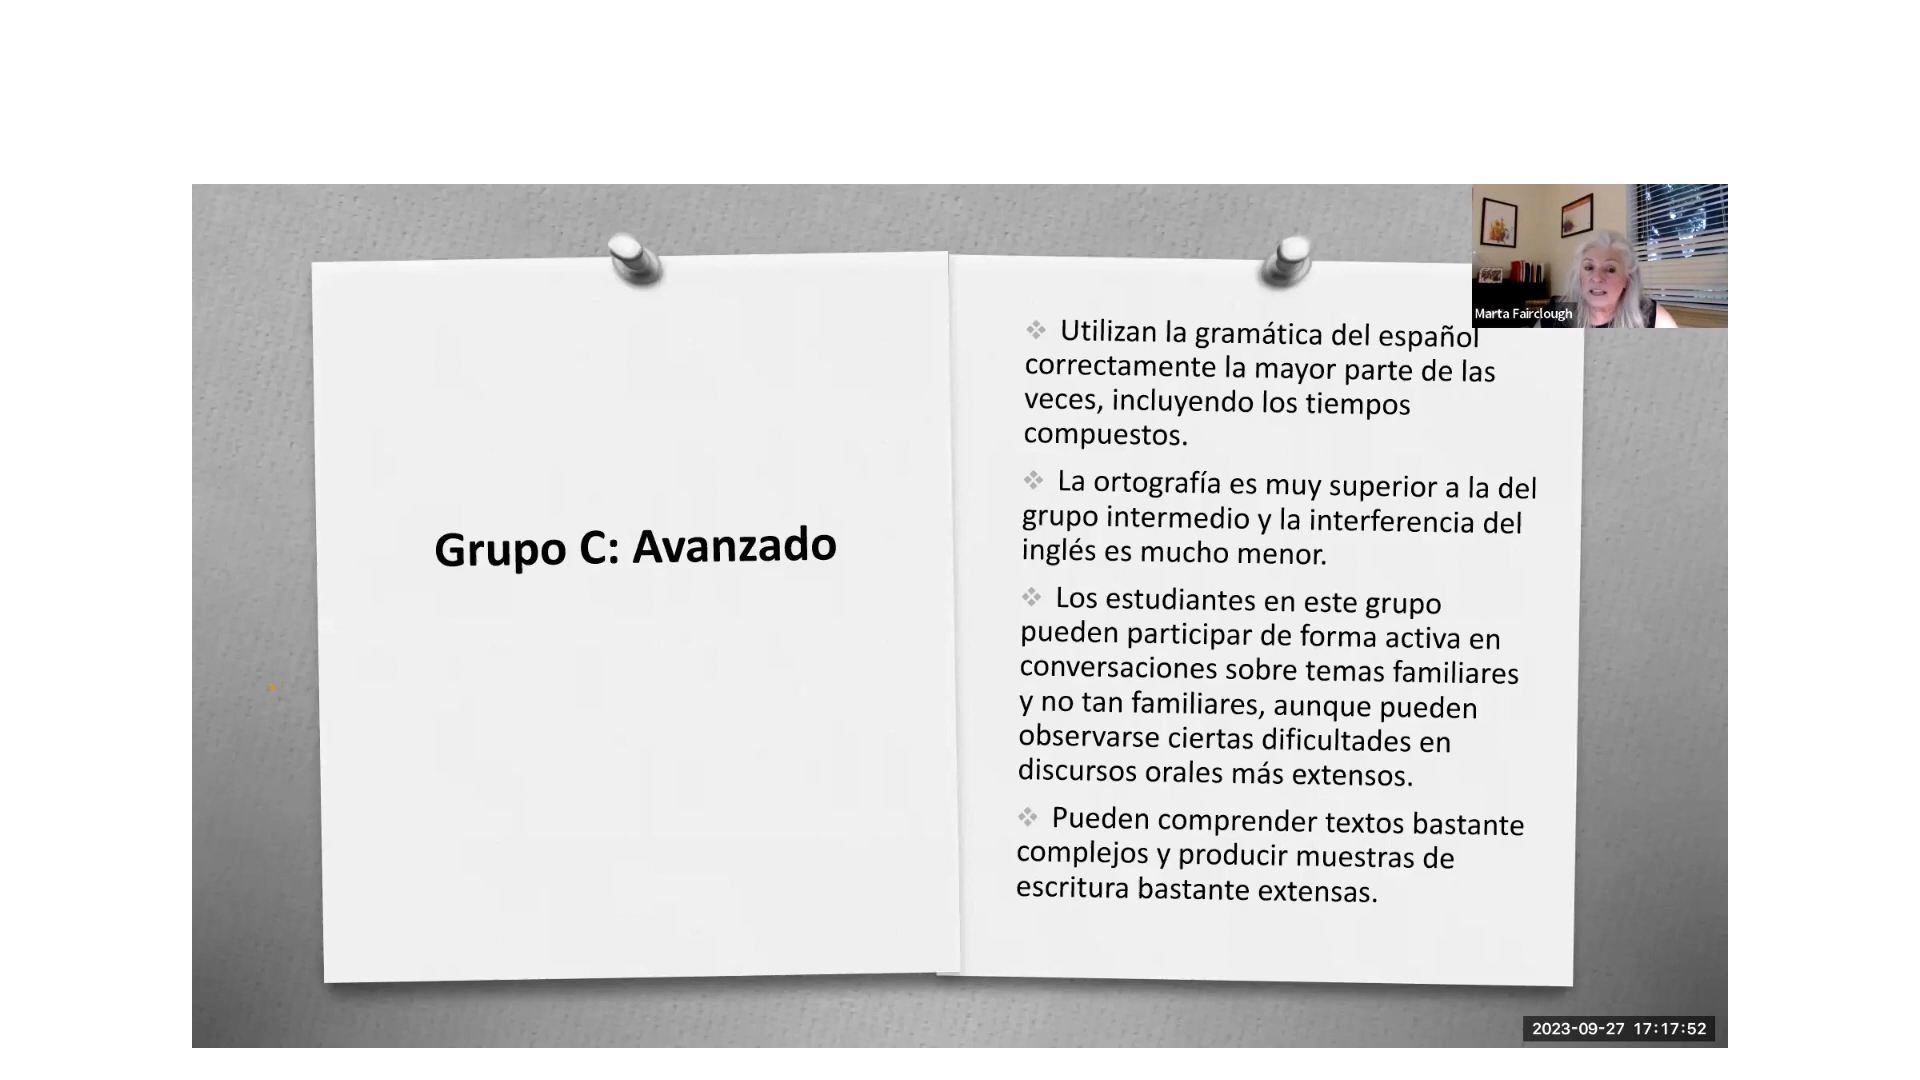 Grupo C: Avanzado
❖ Utilizan la gramática del español
correctamente la mayor parte de las
veces, incluyendo los tiempos
compuestos.
❖ La ortografía es muy superior a la del
grupo intermedio y la interferencia del
inglés es mucho menor.
❖ Los estudiantes en este grupo
pueden participar de forma activa en
conversaciones sobre temas familiares
y no tan familiares, aunque pueden
observarse ciertas dificultades en
discursos orales más extensos.
❖ Pueden comprender textos bastante
complejos y producir muestras de
escritura bastante extensas.
Marta Fairclough
2023-09-27 17:17:52